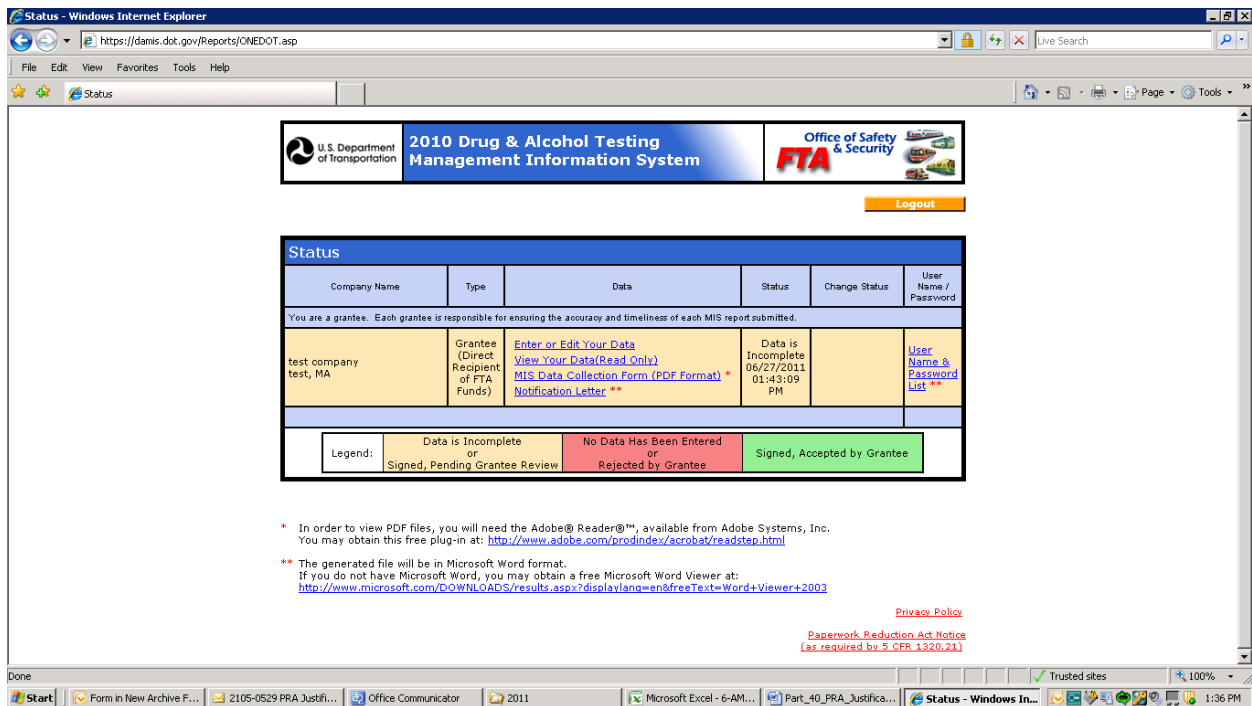 Status - Windows Internet Explorer
https://damis.dot.gov/Reports/ONEDOT.asp
Live Search
File Edit View Favorites Tools Help
Status
Page Tools »
U.S. Department
of Transportation
2010 Drug & Alcohol Testing
Management Information System
FTA
Office of Safety
& Security
Logout
Status
Company Name
Type
Data
Status
Change Status
User
Name /
Password
You are a grantee. Each grantee is responsible for ensuring the accuracy and timeliness of each MIS report submitted.
test company
test, MA
Grantee
(Direct
Recipient
of FTA
Funds)
Enter or Edit Your Data
View Your Data(Read Only)
MIS Data Collection Form (PDF Format) *
Notification Letter **
Data is
Incomplete
06/27/2011
01:43:09
PM
User
Name &
Password
List **
Legend:
Data is Incomplete
or
Signed, Pending Grantee Review
No Data Has Been Entered
or
Rejected by Grantee
Signed, Accepted by Grantee
* In order to view PDF files, you will need the Adobe® Reader®™, available from Adobe Systems, Inc.
You may obtain this free plug-in at: http://www.adobe.com/prodindex/acrobat/readstep.html
** The generated file will be in Microsoft Word format.
If you do not have Microsoft Word, you may obtain a free Microsoft Word Viewer at:
http://www.microsoft.com/DOWNLOADS/results.aspx?displaylang=en&freeText=Word+Viewer+2003
Privacy Policy
Paperwork Reduction Act Notice
(as required by 5 CFR 1320.21)
Done
Trusted sites
100%
Start
Form in New Archive F...
2105-0529 PRA Justifi...
Office Communicator
2011
Microsoft Excel - 6-AM...
Part_40_PRA_Justifica...
Status - Windows In...
1:36 PM